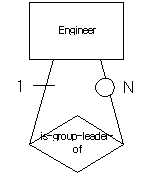 Engineer
1 N
is-group-leader-
of